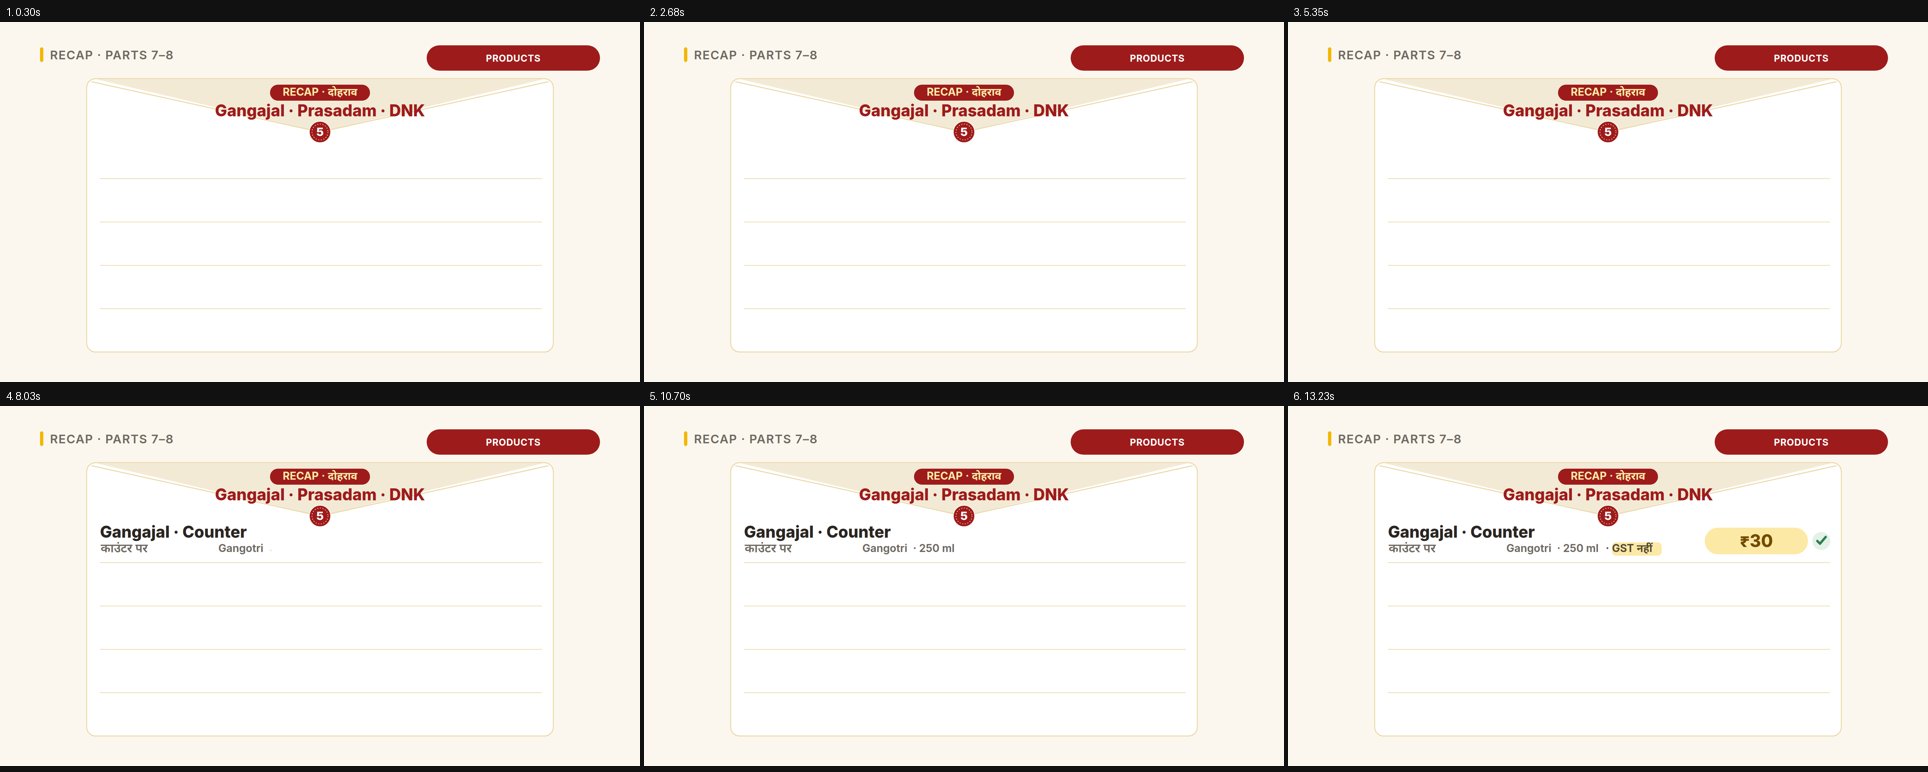 1. 0.30s
RECAP · PARTS 7–8
PRODUCTS
RECAP · दोहराव
Gangajal · Prasadam · DNK
5
2. 2.68s
RECAP · PARTS 7–8
PRODUCTS
RECAP · दोहराव
Gangajal · Prasadam · DNK
5
3. 5.35s
RECAP · PARTS 7–8
PRODUCTS
RECAP · दोहराव
Gangajal · Prasadam · DNK
5
4. 8.03s
RECAP · PARTS 7–8
PRODUCTS
RECAP · दोहराव
Gangajal · Prasadam · DNK
5
Gangajal · Counter
काउंटर पर Gangotri
5. 10.70s
RECAP · PARTS 7–8
PRODUCTS
RECAP · दोहराव
Gangajal · Prasadam · DNK
5
Gangajal · Counter
काउंटर पर Gangotri · 250 ml
6. 13.23s
RECAP · PARTS 7–8
PRODUCTS
RECAP · दोहराव
Gangajal · Prasadam · DNK
5
Gangajal · Counter
काउंटर पर Gangotri · 250 ml · GST नहीं
₹30